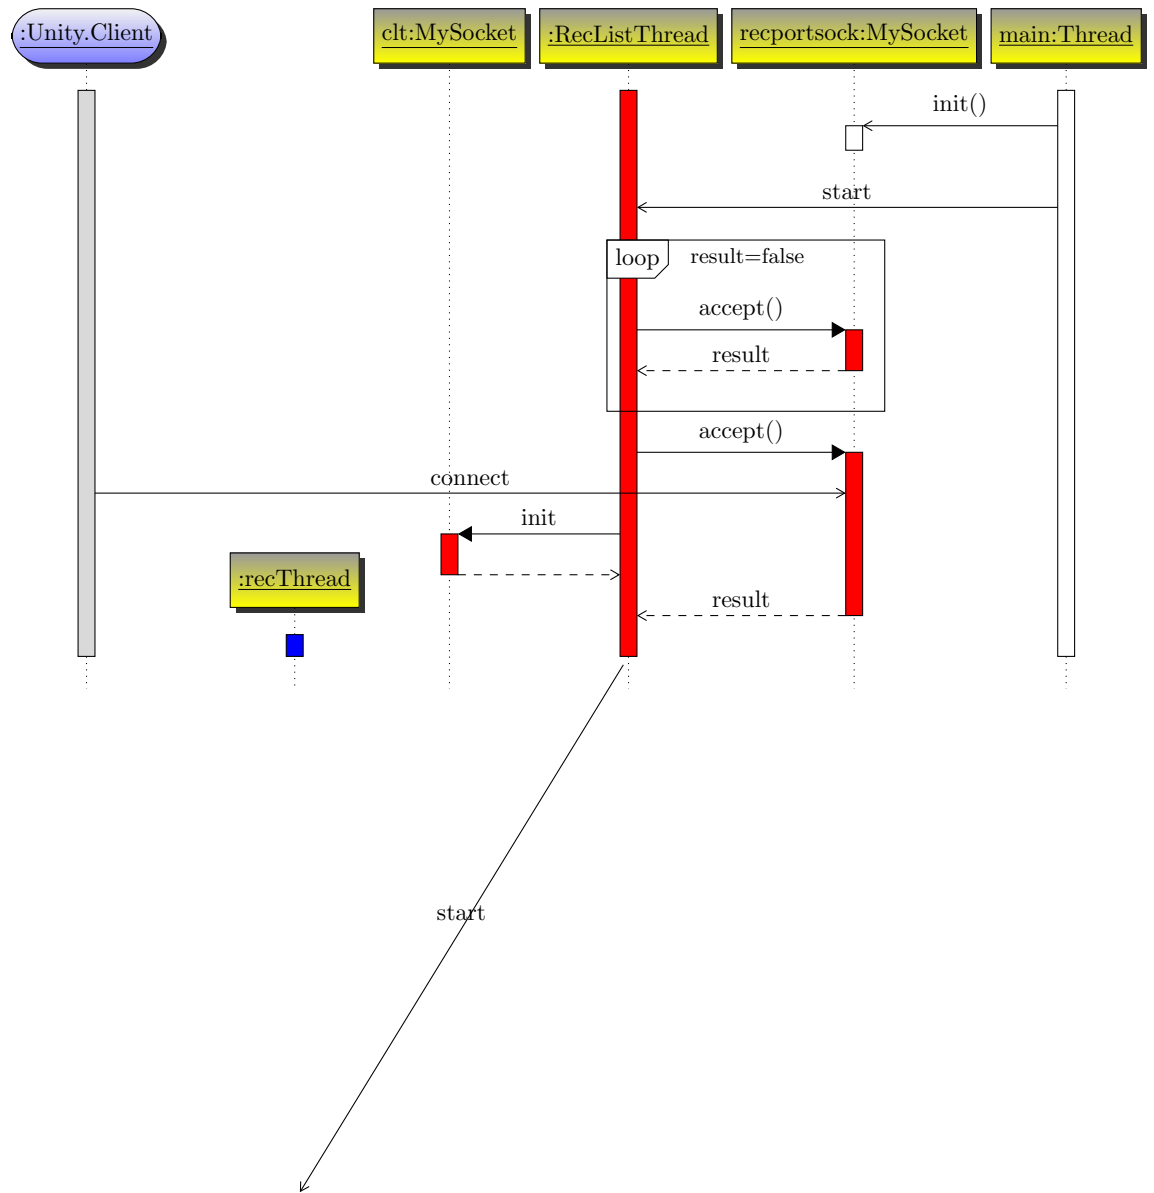 :Unity.Client
clt:MySocket
:RecListThread
recportsock:MySocket
main:Thread
init()
start
loop
result=false
accept()
result
accept()
connect
init
:recThread
result
start